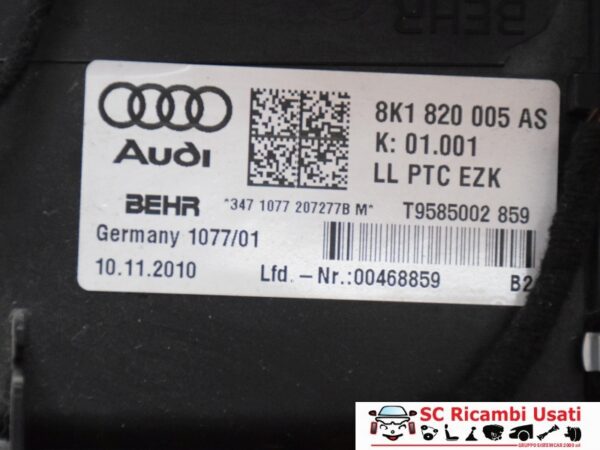 BEHR
Audi
8K1 820 005 AS
K: 01.001
LL PTC EZK
BEHR *347 1077 207277B M* T9585002 859
Germany 1077/01
10.11.2010 Lfd.-Nr.:00468859 B2
SC Ricambi Usati